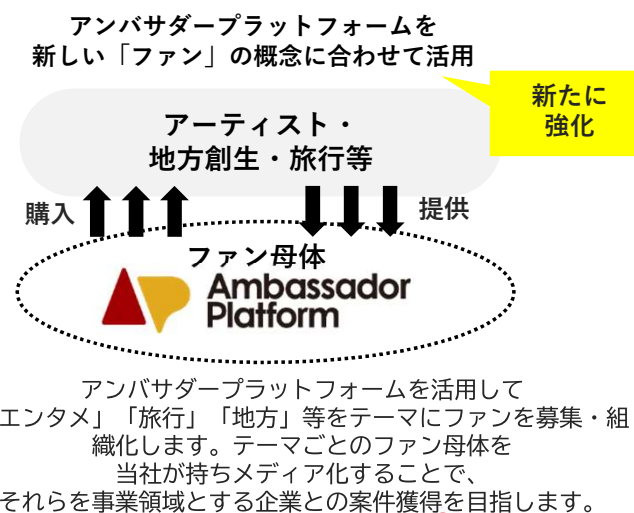 アンバサダープラットフォームを
新しい「ファン」の概念に合わせて活用
新たに
強化
アーティスト・
地方創生・旅行等
購入
提供
ファン母体
Ambassador
Platform
アンバサダープラットフォームを活用して
エンタメ」「旅行」「地方」等をテーマにファンを募集・組
織化します。テーマごとのファン母体を
当社が持ちメディア化することで、
それらを事業領域とする企業との案件獲得を目指します。